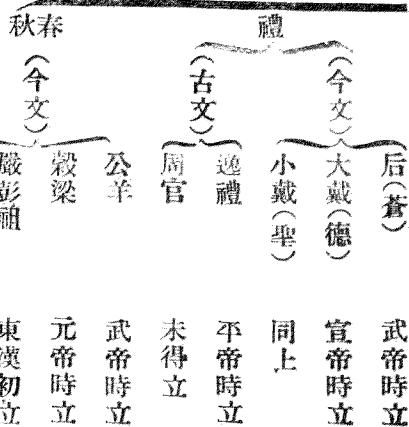 禮
（今文）
后（蒼）　武帝時立
大戴（德）　宣帝時立
小戴（聖）　同上
（古文）
逸禮　平帝時立
周官　未得立
春秋
（今文）
公羊　武帝時立
穀梁　元帝時立
嚴彭祖　東漢初立